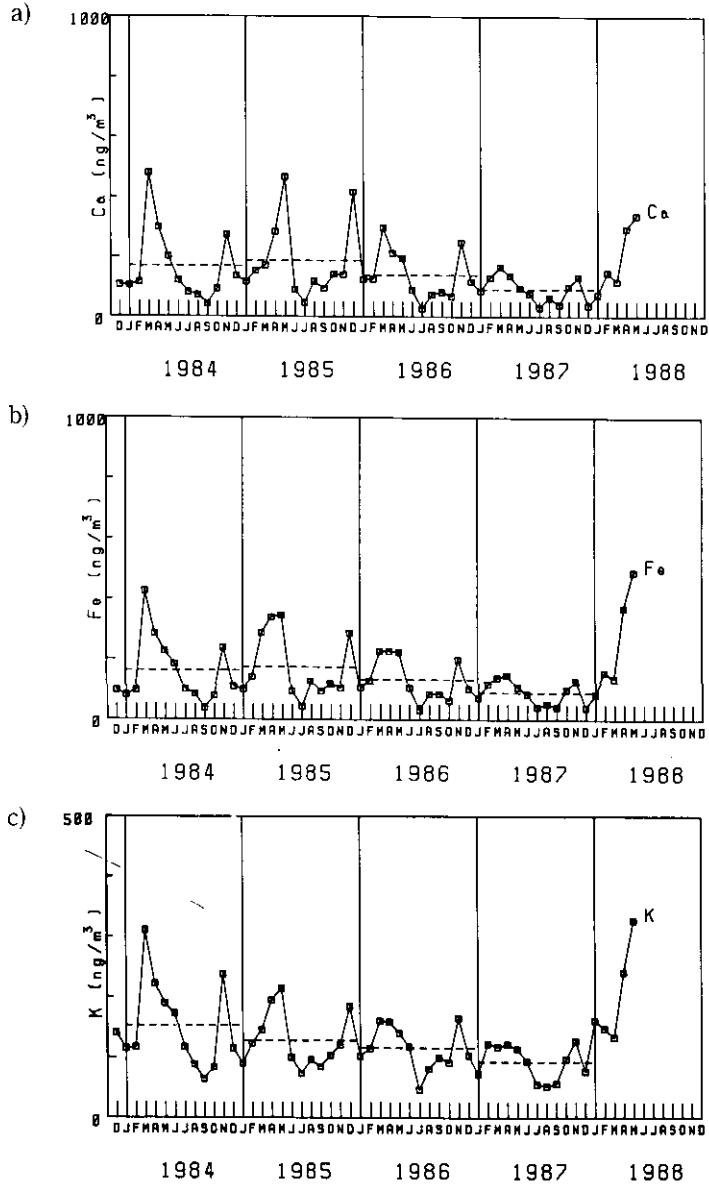 a)
1000
Ca (ng/m³)
Ca
0
D J F M A M J J A S O N D J F M A M J J A S O N D J F M A M J J A S O N D J F M A M J J A S O N D J F M A M J J A S O N D
1984 1985 1986 1987 1988
b)
1000
Fe (ng/m³)
Fe
0
D J F M A M J J A S O N D J F M A M J J A S O N D J F M A M J J A S O N D J F M A M J J A S O N D J F M A M J J A S O N D
1984 1985 1986 1987 1988
c)
500
K (ng/m³)
K
0
D J F M A M J J A S O N D J F M A M J J A S O N D J F M A M J J A S O N D J F M A M J J A S O N D J F M A M J J A S O N D
1984 1985 1986 1987 1988